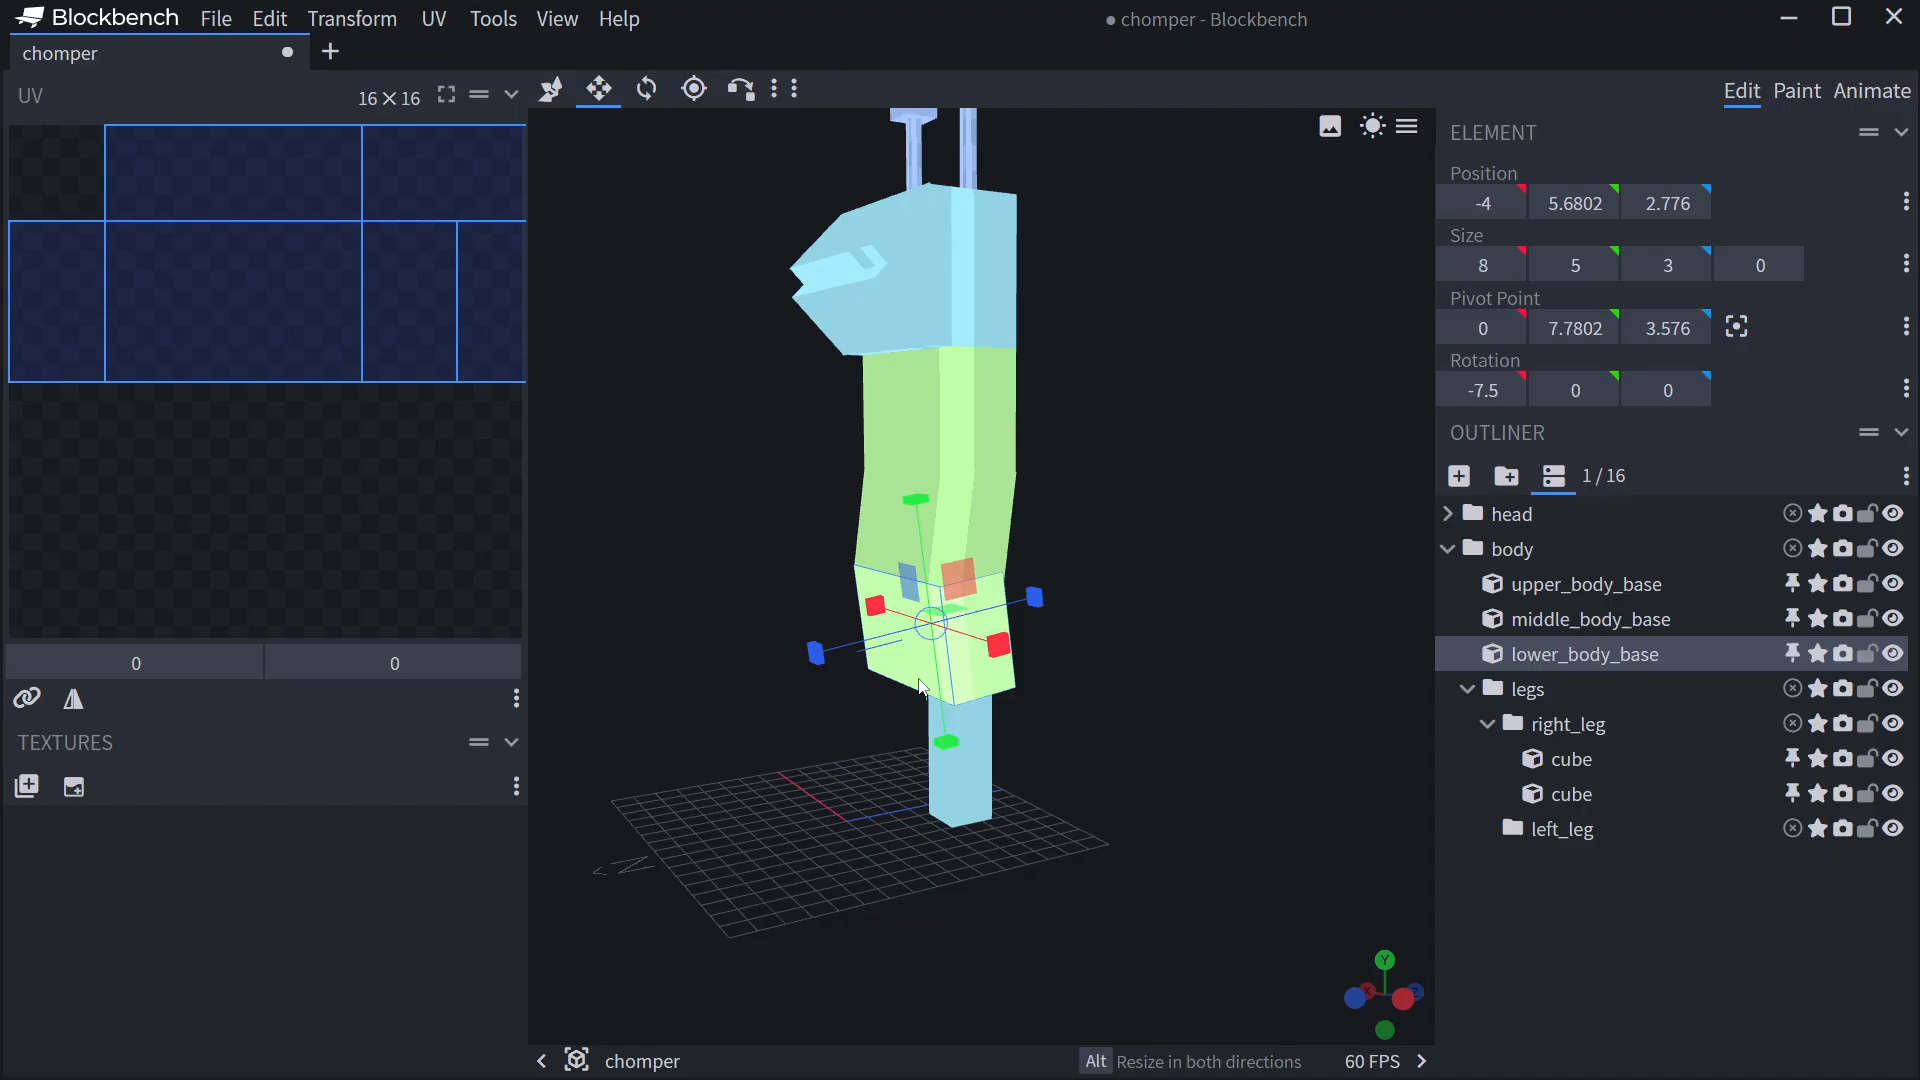 Blockbench File Edit Transform UV Tools View Help
● chomper - Blockbench
chomper
UV
16 × 16
Edit Paint Animate
ELEMENT
Position
-4 5.6802 2.776
Size
8 5 3 0
Pivot Point
0 7.7802 3.576
Rotation
-7.5 0 0
OUTLINER
1 / 16
head
body
upper_body_base
middle_body_base
lower_body_base
legs
right_leg
cube
cube
left_leg
0 0
TEXTURES
Y
X
Z
chomper
Alt Resize in both directions
60 FPS